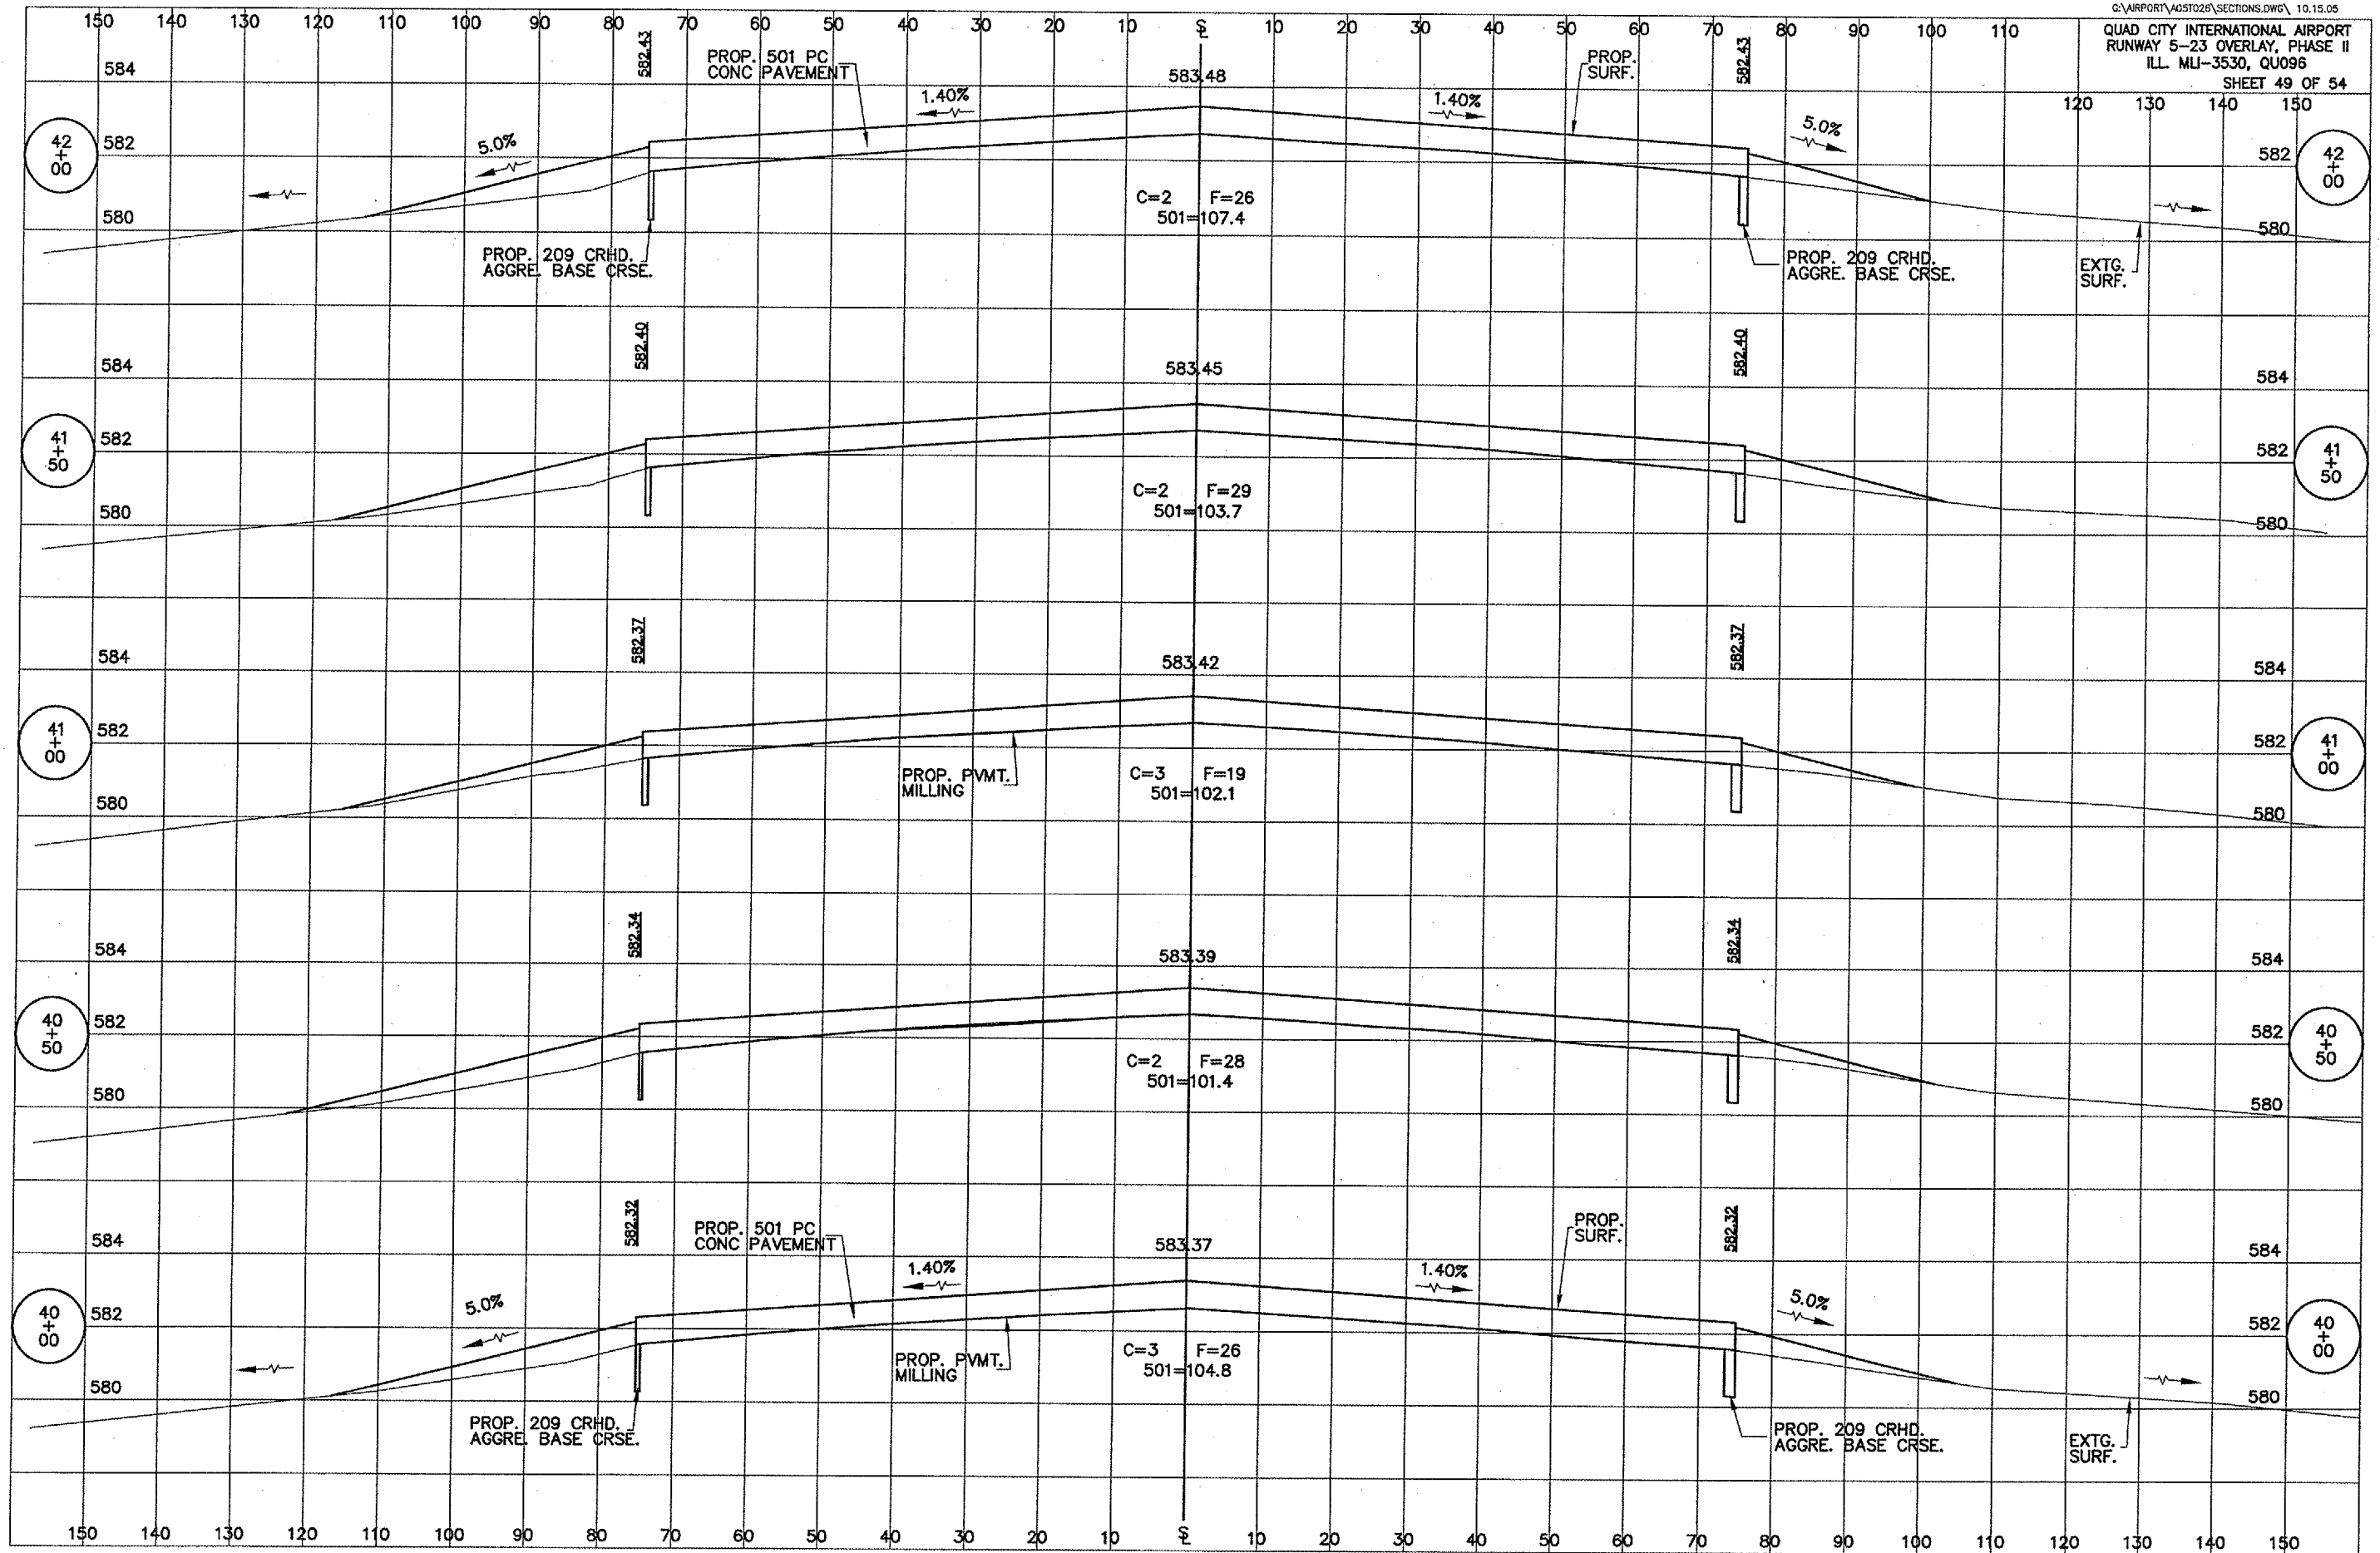 G:\AIRPORT\AOSTO26\SECTIONS.DWG\ 10.15.05
QUAD CITY INTERNATIONAL AIRPORT
RUNWAY 5-23 OVERLAY, PHASE II
ILL. MLI-3530, QU096
SHEET 49 OF 54
150 140 130 120 110 100 90 80 70 60 50 40 30 20 10 ℄ 10 20 30 40 50 60 70 80 90 100 110
120 130 140 150
582.43
PROP. 501 PC
CONC PAVEMENT
583.48
PROP.
SURF.
582.43
584
1.40%
1.40%
5.0%
5.0%
42
+
00
582
582
42
+
00
C=2 F=26
501=107.4
580
580
PROP. 209 CRHD.
AGGRE. BASE CRSE.
PROP. 209 CRHD.
AGGRE. BASE CRSE.
EXTG.
SURF.
582.40
582.40
584
583.45
584
41
+
50
582
582
41
+
50
C=2 F=29
501=103.7
580
580
582.37
582.37
584
583.42
584
41
+
00
582
582
41
+
00
PROP. PVMT.
MILLING
C=3 F=19
501=102.1
580
580
582.34
582.34
584
583.39
584
40
+
50
582
582
40
+
50
C=2 F=28
501=101.4
580
580
582.32
PROP. 501 PC
CONC PAVEMENT
PROP.
SURF.
582.32
584
583.37
584
1.40%
1.40%
5.0%
5.0%
40
+
00
582
582
40
+
00
PROP. PVMT.
MILLING
C=3 F=26
501=104.8
580
580
PROP. 209 CRHD.
AGGRE. BASE CRSE.
PROP. 209 CRHD.
AGGRE. BASE CRSE.
EXTG.
SURF.
150 140 130 120 110 100 90 80 70 60 50 40 30 20 10 ℄ 10 20 30 40 50 60 70 80 90 100 110 120 130 140 150